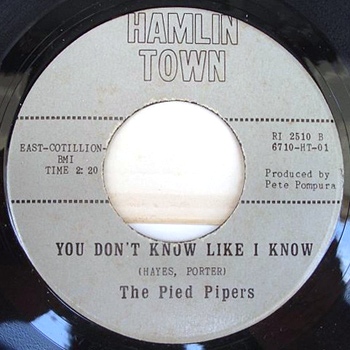 HAMLIN
TOWN
EAST-COTILLION-
BMI
TIME 2:20
RI 2510 B
6710-HT-01
Produced by
Pete Pompura
YOU DON'T KNOW LIKE I KNOW
(HAYES, PORTER)
The Pied Pipers